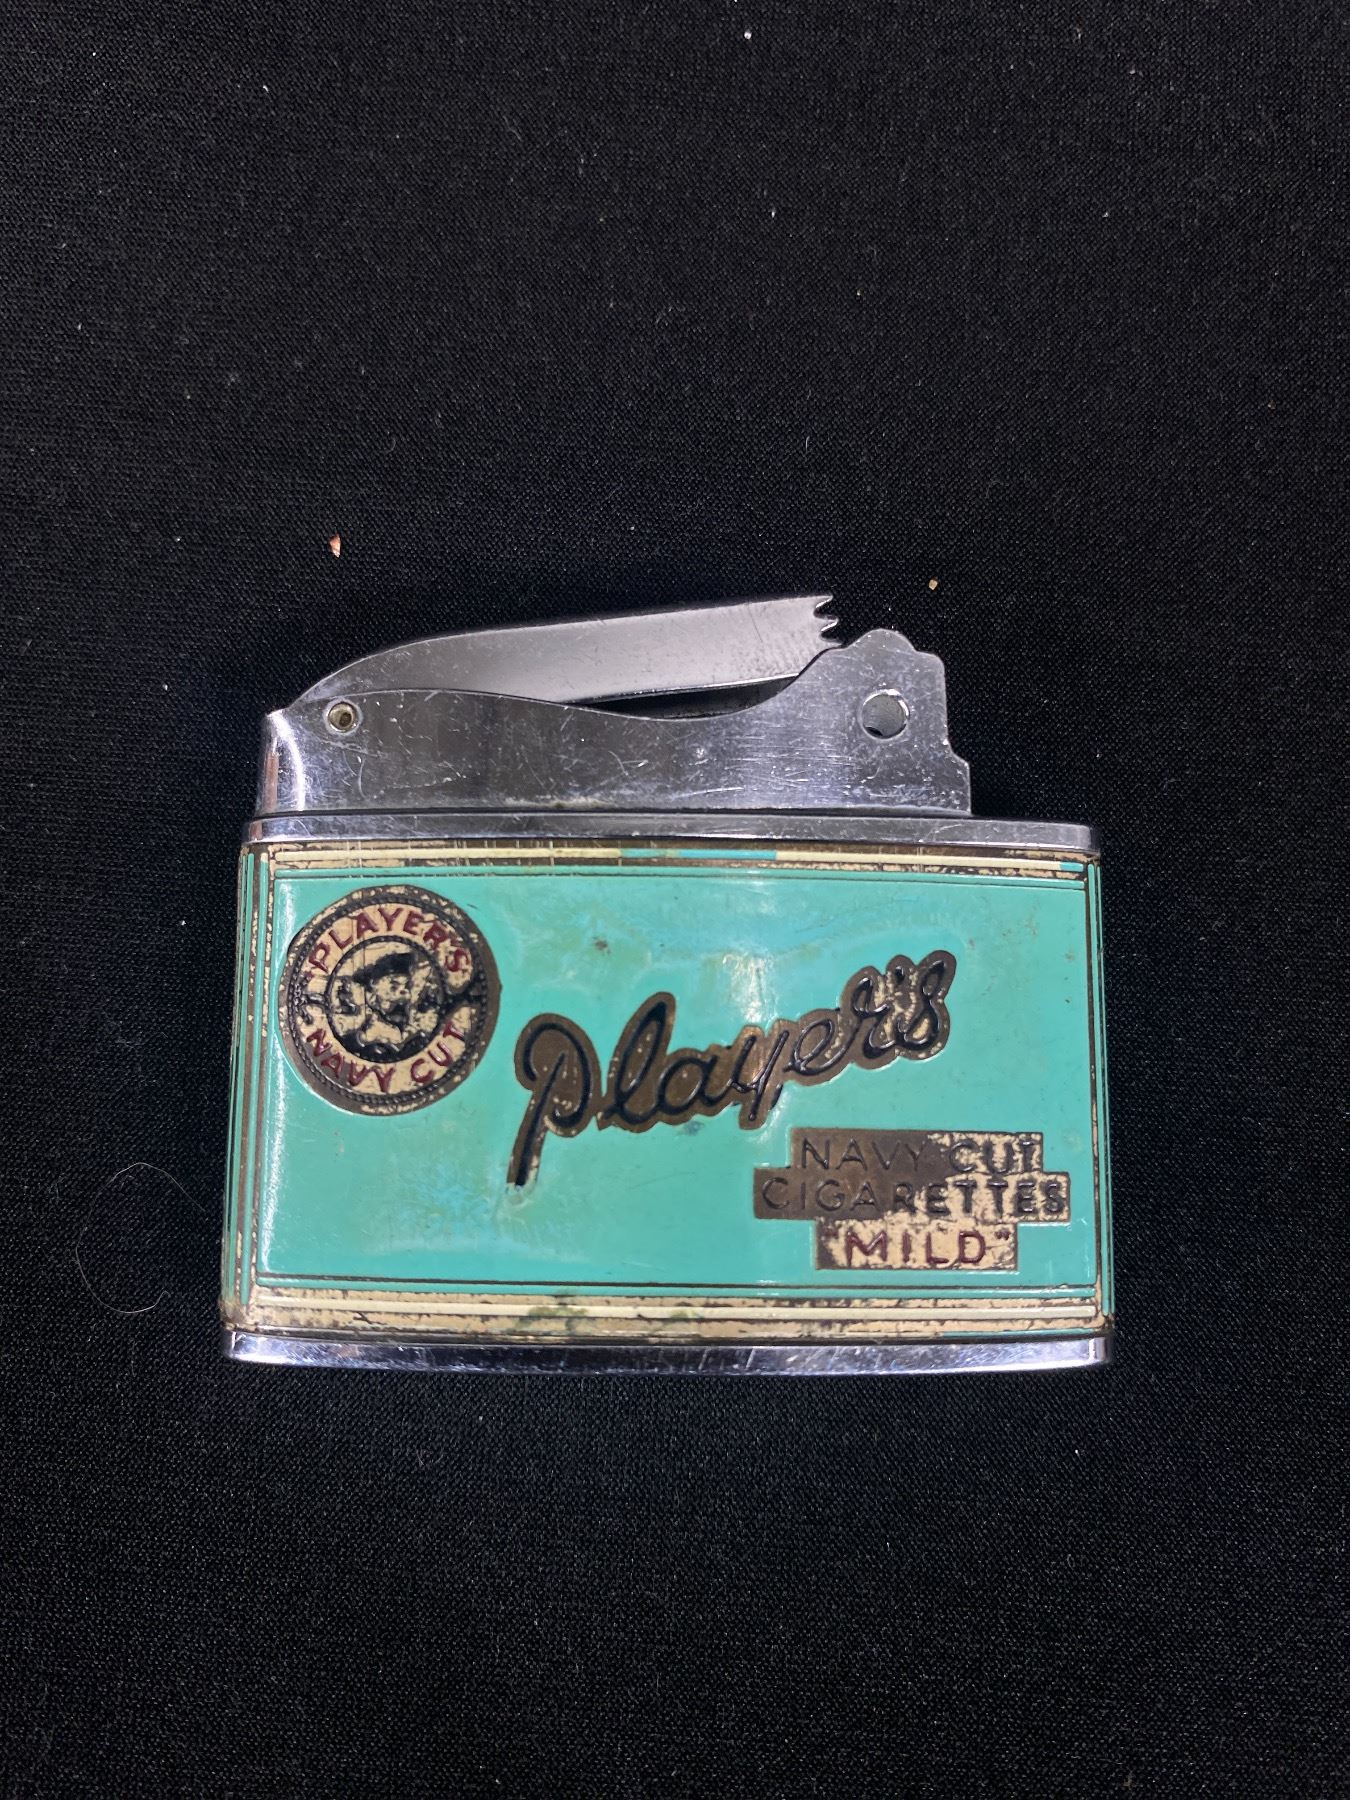 PLAYER'S
NAVY CUT
Player's
NAVY CUT
CIGARETTES
"MILD"